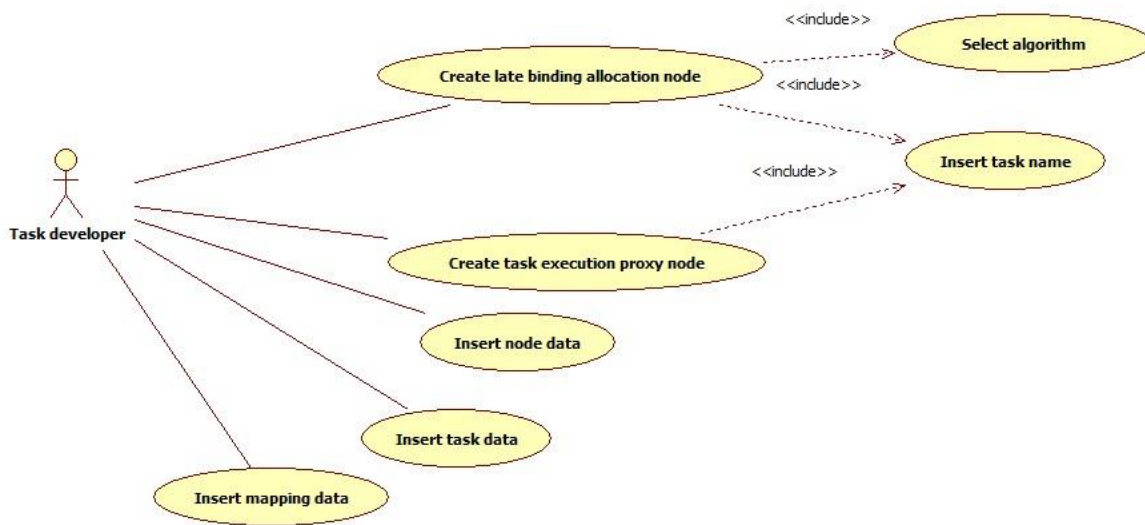 <<include>>
Select algorithm
Create late binding allocation node
<<include>>
Insert task name
<<include>>
Task developer
Create task execution proxy node
Insert node data
Insert task data
Insert mapping data